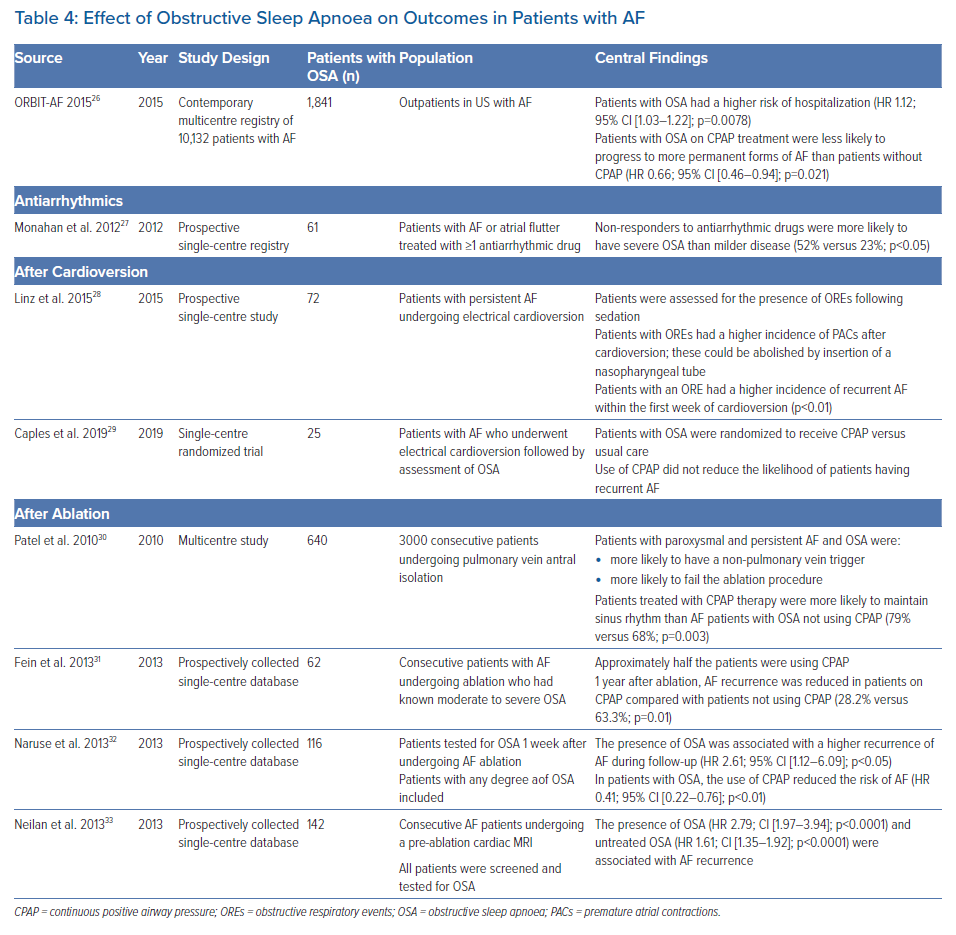 Table 4: Effect of Obstructive Sleep Apnoea on Outcomes in Patients with AF
Source Year Study Design Patients with OSA (n) Population Central Findings
ORBIT-AF 2015²⁶ 2015 Contemporary multicentre registry of 10,132 patients with AF 1,841 Outpatients in US with AF
Patients with OSA had a higher risk of hospitalization (HR 1.12;
95% CI [1.03–1.22]; p=0.0078)
Patients with OSA on CPAP treatment were less likely to
progress to more permanent forms of AF than patients without
CPAP (HR 0.66; 95% CI [0.46–0.94]; p=0.021)
Antiarrhythmics
Monahan et al. 2012²⁷ 2012 Prospective single-centre registry 61 Patients with AF or atrial flutter treated with ≥1 antiarrhythmic drug
Non-responders to antiarrhythmic drugs were more likely to
have severe OSA than milder disease (52% versus 23%; p<0.05)
After Cardioversion
Linz et al. 2015²⁸ 2015 Prospective single-centre study 72 Patients with persistent AF undergoing electrical cardioversion
Patients were assessed for the presence of OREs following
sedation
Patients with OREs had a higher incidence of PACs after
cardioversion; these could be abolished by insertion of a
nasopharyngeal tube
Patients with an ORE had a higher incidence of recurrent AF
within the first week of cardioversion (p<0.01)
Caples et al. 2019²⁹ 2019 Single-centre randomized trial 25 Patients with AF who underwent electrical cardioversion followed by assessment of OSA
Patients with OSA were randomized to receive CPAP versus
usual care
Use of CPAP did not reduce the likelihood of patients having
recurrent AF
After Ablation
Patel et al. 2010³⁰ 2010 Multicentre study 640 3000 consecutive patients undergoing pulmonary vein antral isolation
Patients with paroxysmal and persistent AF and OSA were:
• more likely to have a non-pulmonary vein trigger
• more likely to fail the ablation procedure
Patients treated with CPAP therapy were more likely to maintain
sinus rhythm than AF patients with OSA not using CPAP (79%
versus 68%; p=0.003)
Fein et al. 2013³¹ 2013 Prospectively collected single-centre database 62 Consecutive patients with AF undergoing ablation who had known moderate to severe OSA
Approximately half the patients were using CPAP
1 year after ablation, AF recurrence was reduced in patients on
CPAP compared with patients not using CPAP (28.2% versus
63.3%; p=0.01)
Naruse et al. 2013³² 2013 Prospectively collected single-centre database 116 Patients tested for OSA 1 week after undergoing AF ablation
Patients with any degree aof OSA included
The presence of OSA was associated with a higher recurrence of
AF during follow-up (HR 2.61; 95% CI [1.12–6.09]; p<0.05)
In patients with OSA, the use of CPAP reduced the risk of AF (HR
0.41; 95% CI [0.22–0.76]; p<0.01)
Neilan et al. 2013³³ 2013 Prospectively collected single-centre database 142 Consecutive AF patients undergoing a pre-ablation cardiac MRI
All patients were screened and tested for OSA
The presence of OSA (HR 2.79; CI [1.97–3.94]; p<0.0001) and
untreated OSA (HR 1.61; CI [1.35–1.92]; p<0.0001) were
associated with AF recurrence
CPAP = continuous positive airway pressure; OREs = obstructive respiratory events; OSA = obstructive sleep apnoea; PACs = premature atrial contractions.